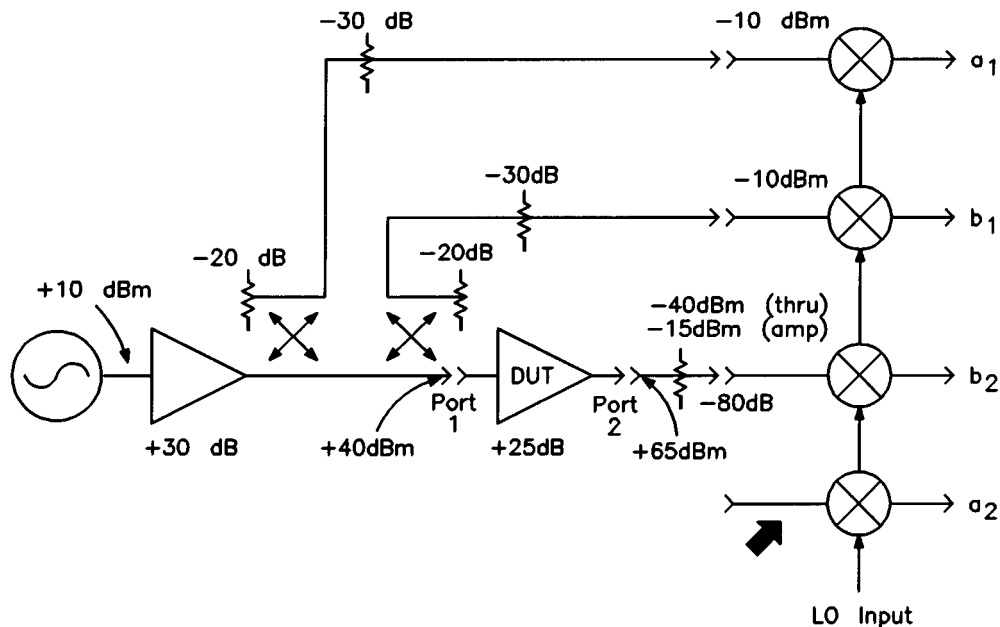 -30 dB
-10 dBm
a1
-30dB
-10dBm
b1
-20 dB
-20dB
+10 dBm
-40dBm (thru)
-15dBm (amp)
DUT
b2
Port 1
Port 2
-80dB
+30 dB
+40dBm
+25dB
+65dBm
a2
LO Input